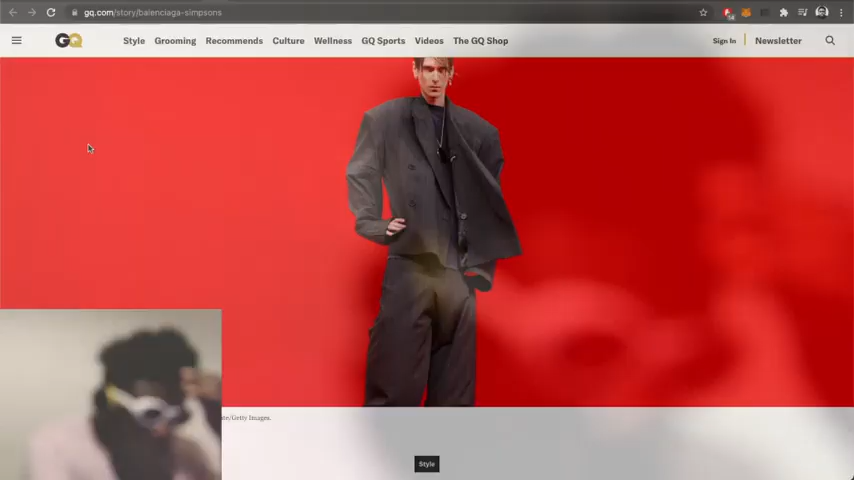 gq.com/story/balenciaga-simpsons
GQ Style Grooming Recommends Culture Wellness GQ Sports Videos The GQ Shop Sign In Newsletter
te/Getty Images.
Style